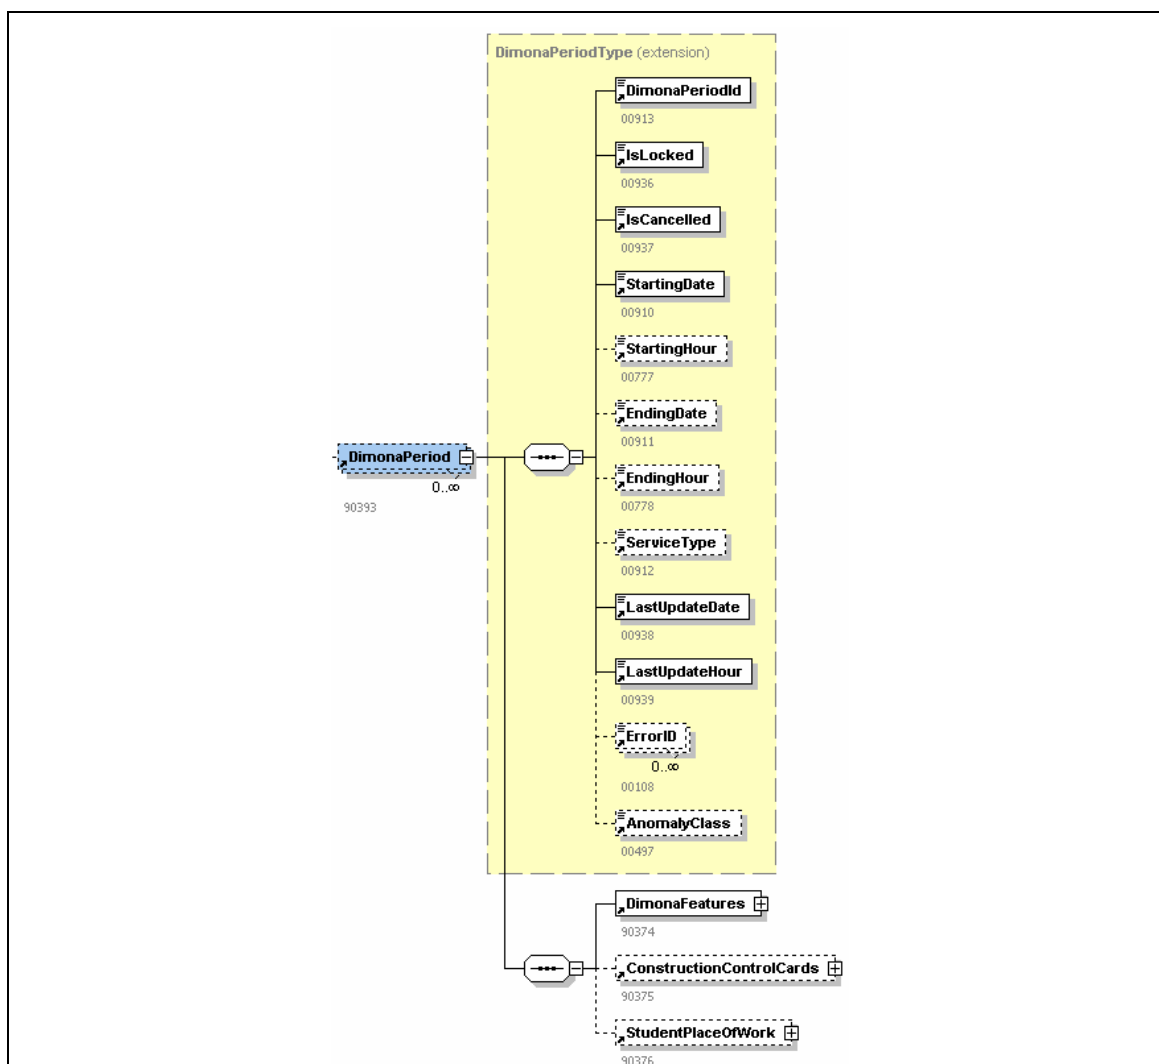 DimonaPeriodType (extension)
DimonaPeriodId
00913
IsLocked
00936
IsCancelled
00937
StartingDate
00910
StartingHour
00777
EndingDate
00911
DimonaPeriod
0..∞
90393
EndingHour
00778
ServiceType
00912
LastUpdateDate
00938
LastUpdateHour
00939
ErrorID
0..∞
00108
AnomalyClass
00497
DimonaFeatures
90374
ConstructionControlCards
90375
StudentPlaceOfWork
90376